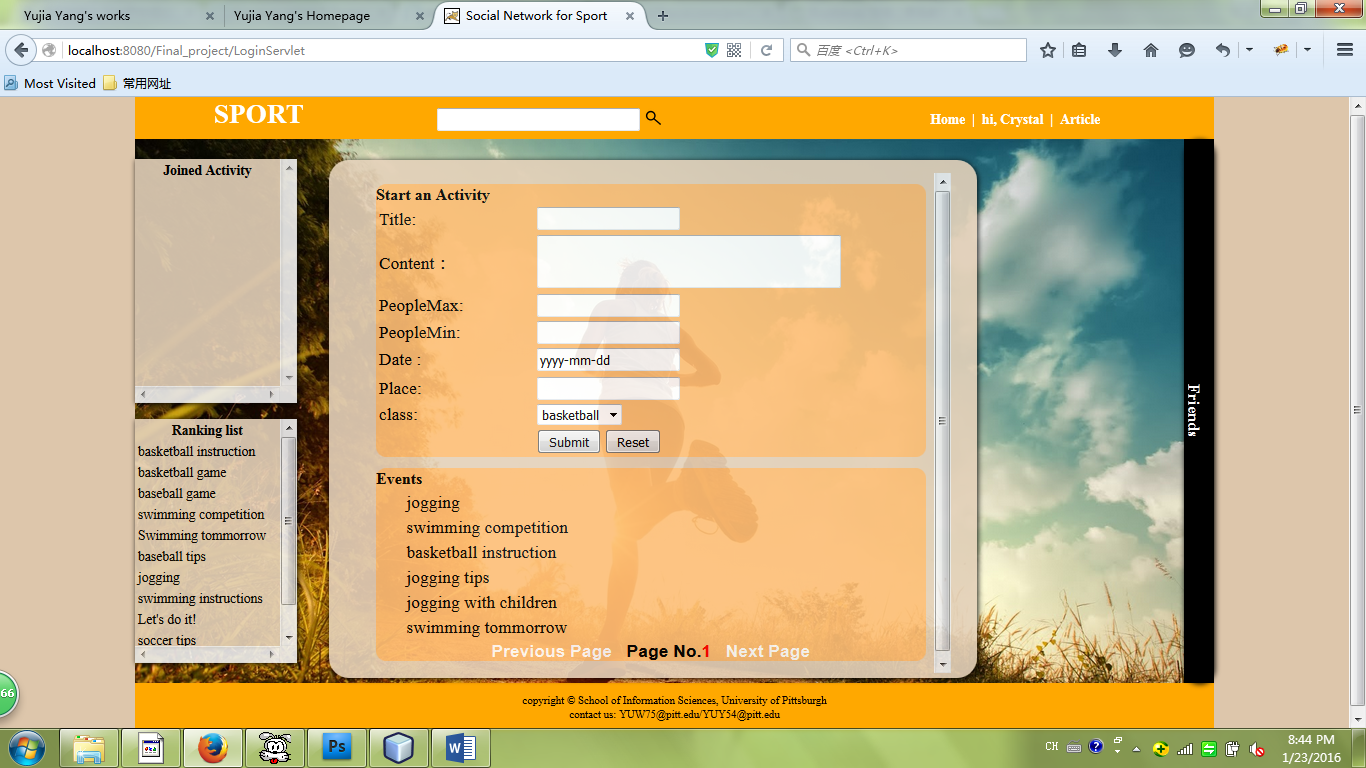 Yujia Yang's works
Yujia Yang's Homepage
Social Network for Sport
localhost:8080/Final_project/LoginServlet
百度 <Ctrl+K>
Most Visited
常用网址
SPORT
Home | hi, Crystal | Article
Joined Activity
Ranking list
basketball instruction
basketball game
baseball game
swimming competition
Swimming tommorrow
baseball tips
jogging
swimming instructions
Let's do it!
soccer tips
Start an Activity
Title:
Content：
PeopleMax:
PeopleMin:
Date : yyyy-mm-dd
Place:
class: basketball
Submit Reset
Events
jogging
swimming competition
basketball instruction
jogging tips
jogging with children
swimming tommorrow
Previous Page Page No.1 Next Page
Friends
copyright © School of Information Sciences, University of Pittsburgh
contact us: YUW75@pitt.edu/YUY54@pitt.edu
66
Ps
W
CH
8:44 PM
1/23/2016